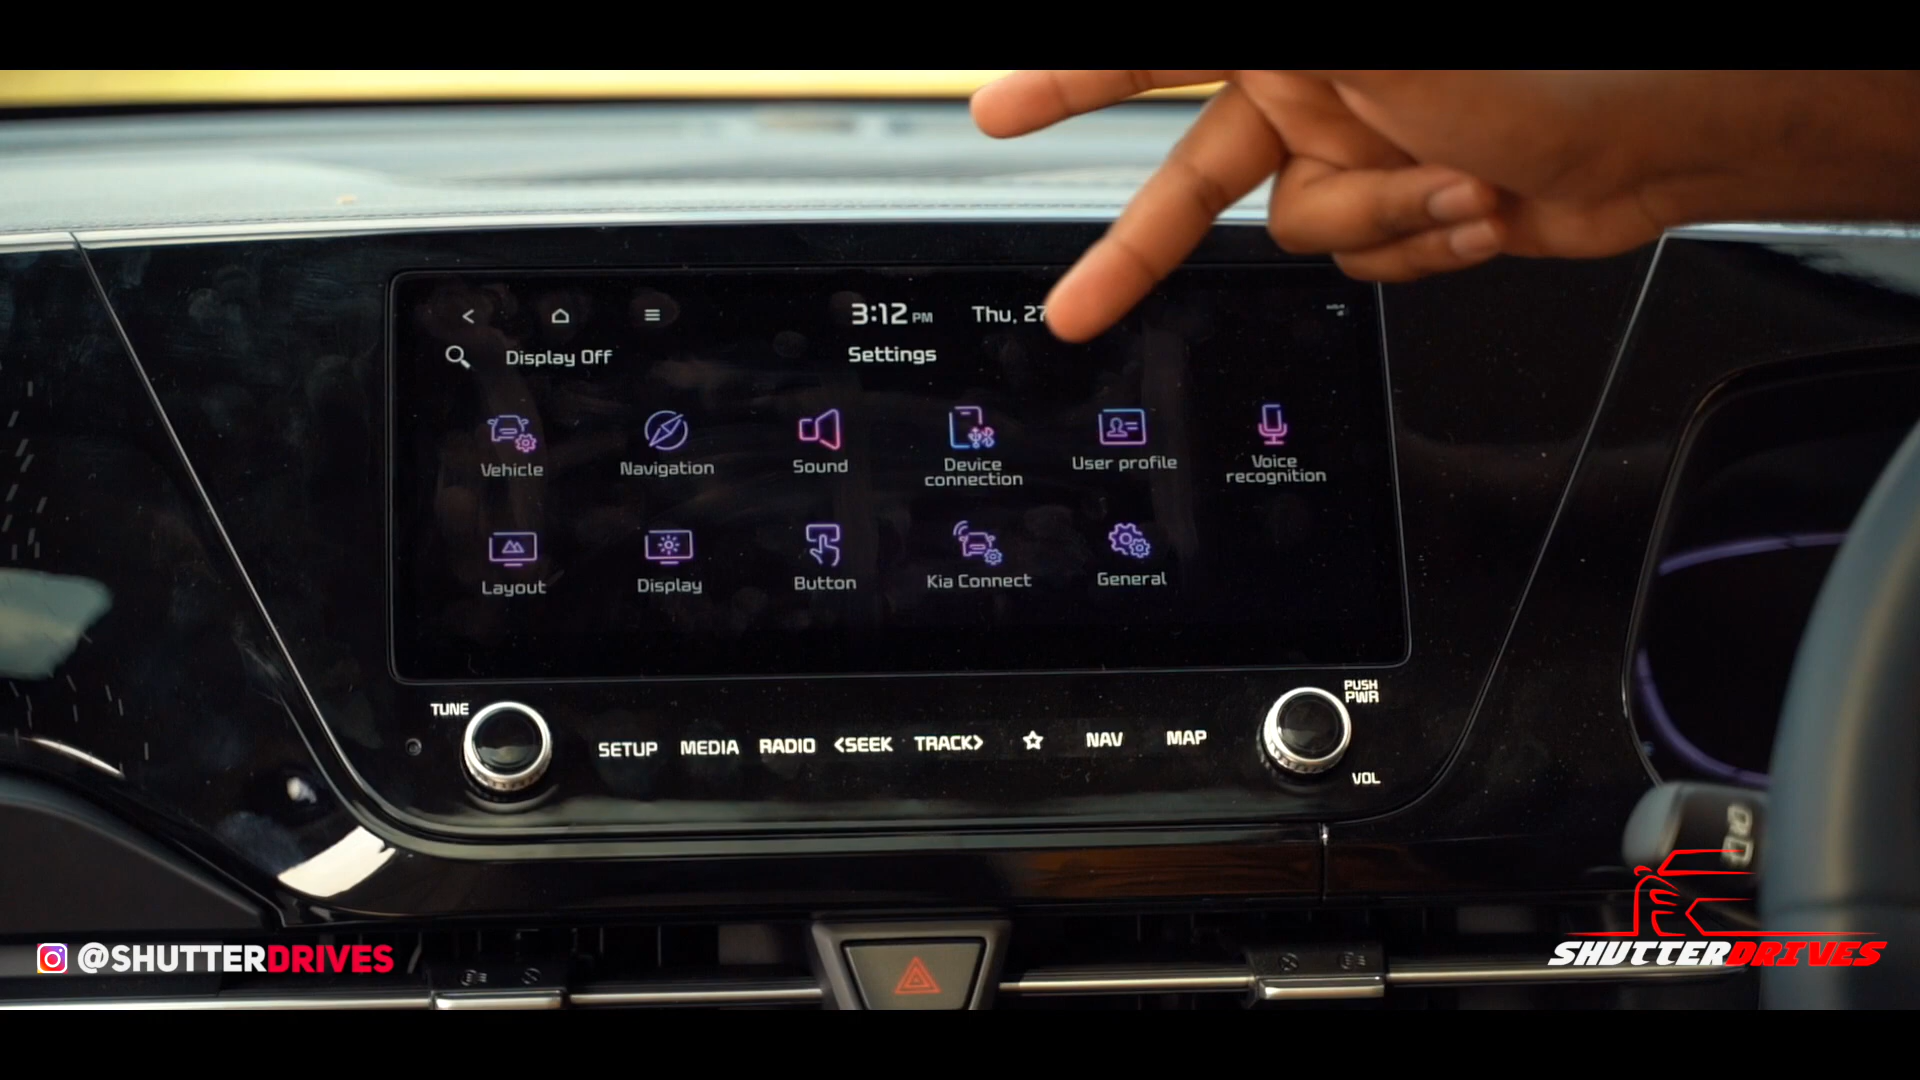 3:12 PM Thu, 27
Display Off Settings
Vehicle Navigation Sound Device connection User profile Voice recognition
Layout Display Button Kia Connect General
TUNE
PUSH
PWR
SETUP MEDIA RADIO <SEEK TRACK> NAV MAP
VOL
@SHUTTERDRIVES
SHUTTERDRIVES